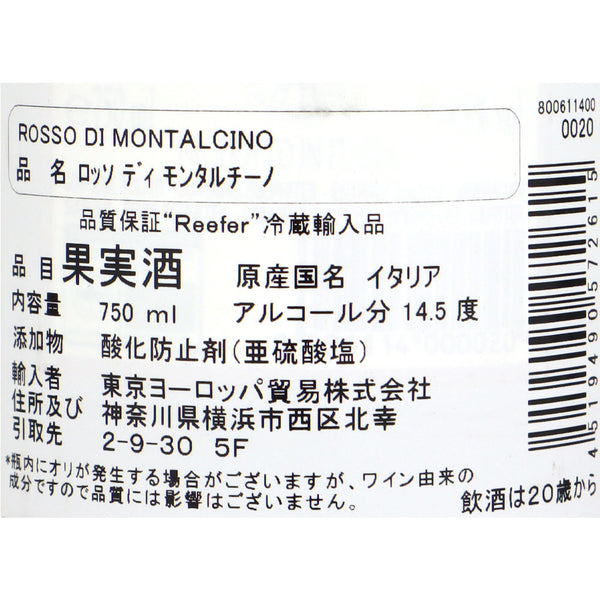 800611400
0020
ROSSO DI MONTALCINO
品 名 ロッソ ディ モンタルチーノ
品質保証“Reefer”冷蔵輸入品
品目 果実酒 原産国名 イタリア
内容量 750 ml アルコール分 14.5 度
添加物 酸化防止剤(亜硫酸塩)
輸入者 東京ヨーロッパ貿易株式会社
住所及び 神奈川県横浜市西区北幸
引取先 2-9-30 5F
*瓶内にオリが発生する場合がございますが、ワイン由来の
成分ですので品質には影響はございません。
飲酒は20歳から
4519490572615